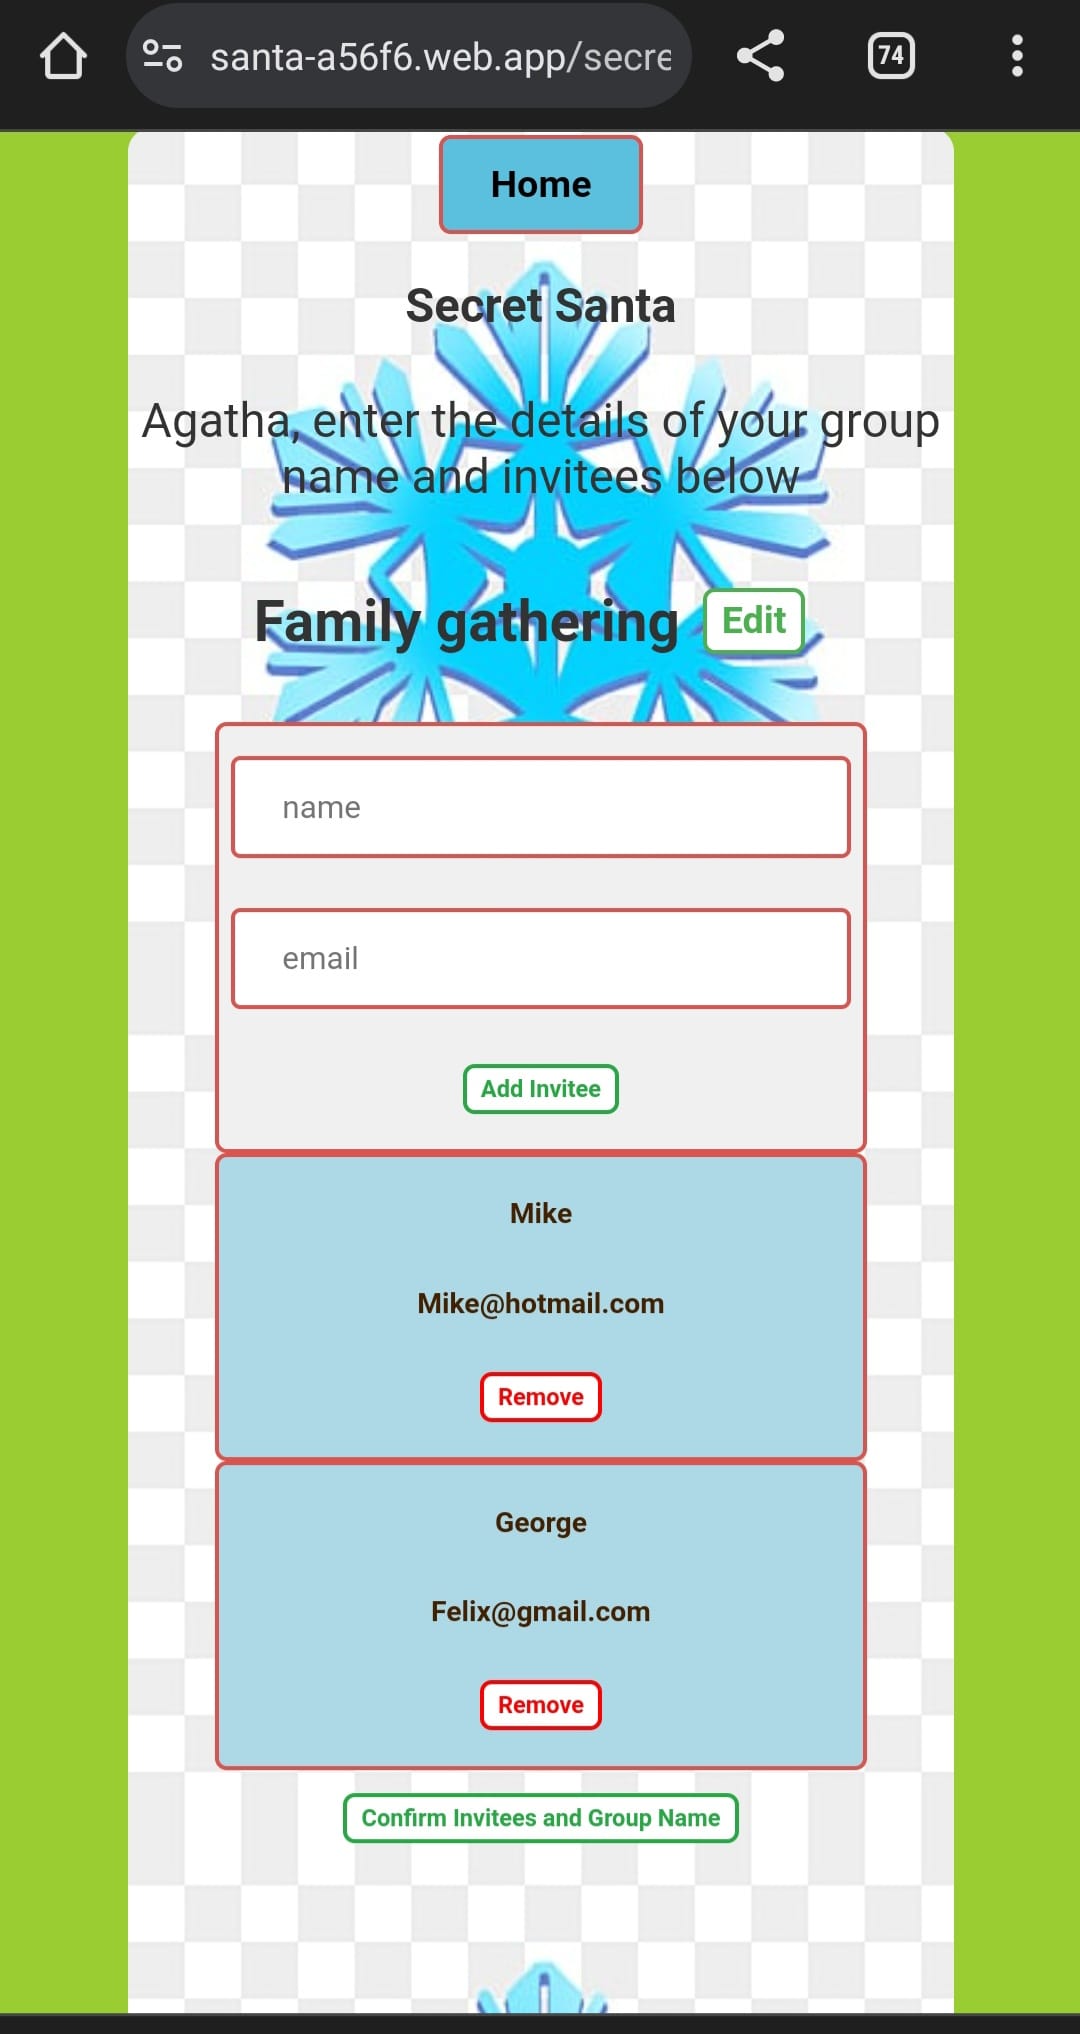 santa-a56f6.web.app/secre
74
Home
Secret Santa
Agatha, enter the details of your group
name and invitees below
Family gathering
Edit
name
email
Add Invitee
Mike
Mike@hotmail.com
Remove
George
Felix@gmail.com
Remove
Confirm Invitees and Group Name